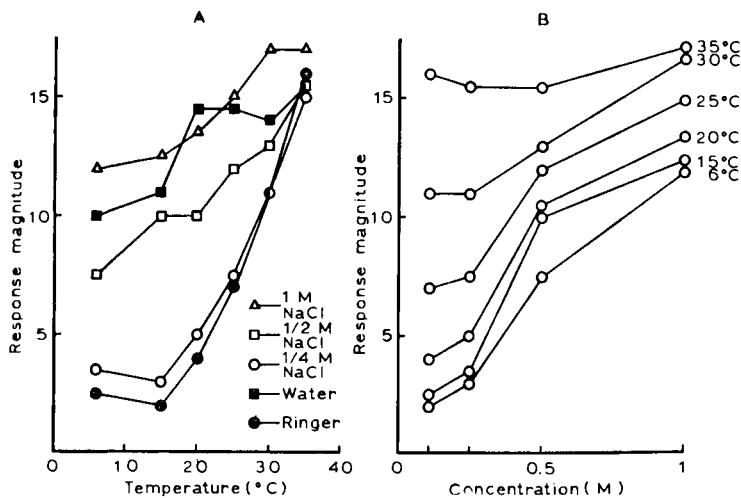 A
B
Response magnitude
15
10
5
0
10
20
30
40
Temperature (°C)
1 M
NaCl
1/2 M
NaCl
1/4 M
NaCl
Water
Ringer
Response magnitude
15
10
5
0
0.5
1
Concentration (M)
35°C
30°C
25°C
20°C
15°C
6°C